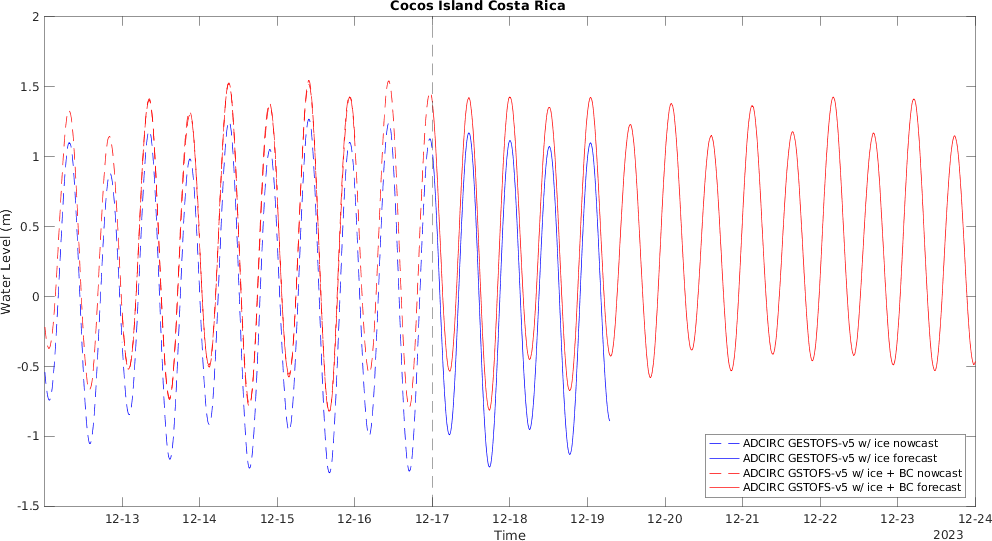 Cocos Island Costa Rica
2
1.5
1
0.5
0
-0.5
-1
-1.5
Water Level (m)
12-13 12-14 12-15 12-16 12-17 12-18 12-19 12-20 12-21 12-22 12-23 12-24
Time
2023
ADCIRC GESTOFS-v5 w/ ice nowcast
ADCIRC GESTOFS-v5 w/ ice forecast
ADCIRC GSTOFS-v5 w/ ice + BC nowcast
ADCIRC GSTOFS-v5 w/ ice + BC forecast